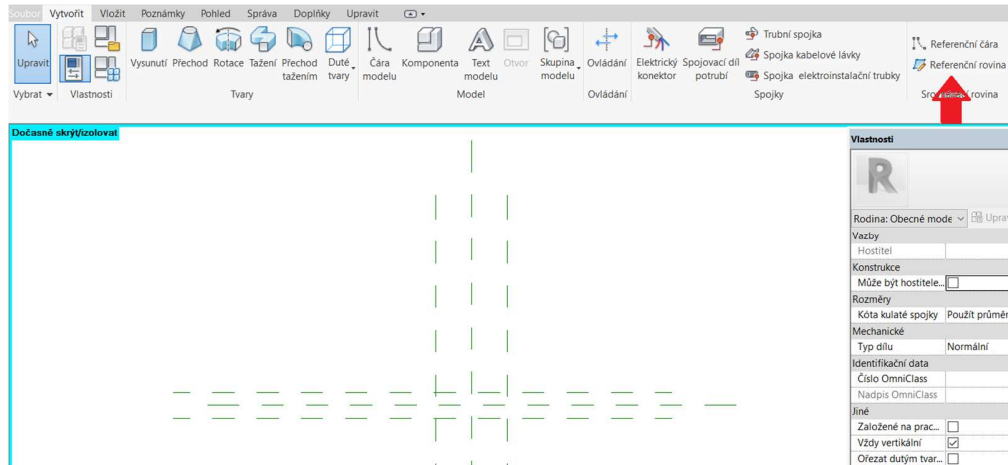 Soubor Vytvořit Vložit Poznámky Pohled Správa Doplňky Upravit
Upravit
Vysunutí Přechod Rotace Tažení Přechod tažením Duté tvary
Čára modelu Komponenta Text modelu Otvor Skupina modelu
Ovládání
Elektrický konektor Spojovací díl potrubí
Trubní spojka
Spojka kabelové lávky
Spojka elektroinstalační trubky
Referenční čára
Referenční rovina
Vybrat Vlastnosti Tvary Model Ovládání Spojky rovina
Dočasně skrýt/izolovat
Vlastnosti
R
Rodina: Obecné mode Uprav
Vazby
Hostitel
Konstrukce
Může být hostitele...
Rozměry
Kóta kulaté spojky Použít průměr
Mechanické
Typ dílu Normální
Identifikační data
Číslo OmniClass
Nadpis OmniClass
Jiné
Založené na prac...
Vždy vertikální
Ořezat dutým tvar...